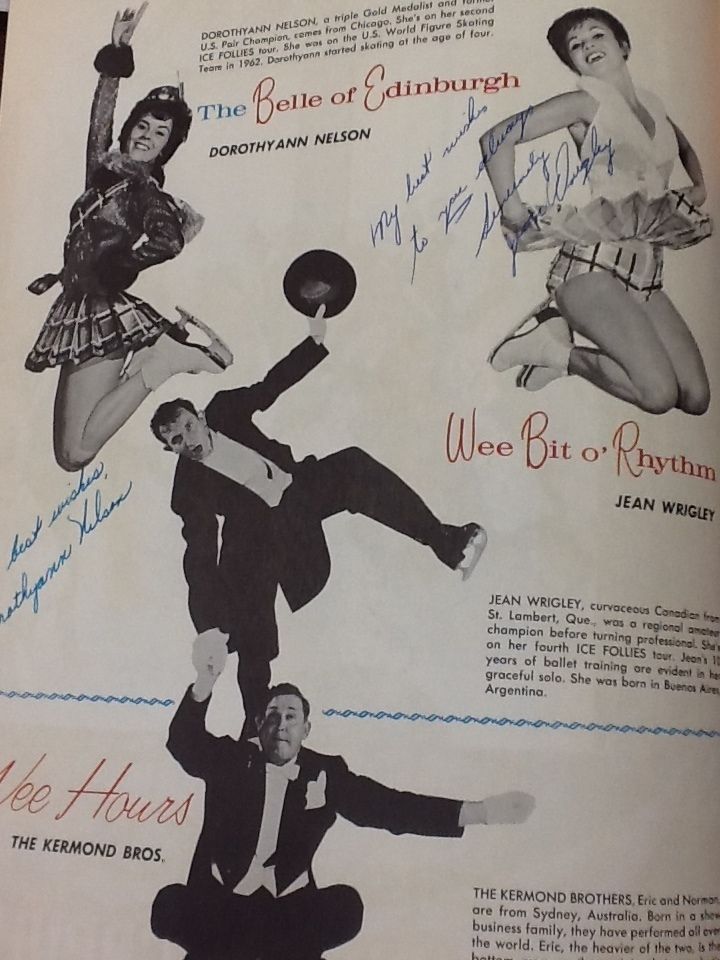 DOROTHYANN NELSON, a triple Gold Medalist and former
U.S. Pair Champion, comes from Chicago. She's on her second
ICE FOLLIES tour. She was on the U.S. World Figure Skating
Team in 1962. Dorothyann started skating at the age of four.
The Belle of Edinburgh
DOROTHYANN NELSON
My best wishes
to you always
Sincerely
Jean Wrigley
Wee Bit o' Rhythm
JEAN WRIGLEY
best wishes,
Dorothyann Nelson
JEAN WRIGLEY, curvaceous Canadian from
St. Lambert, Que., was a regional amateur
champion before turning professional. She's
on her fourth ICE FOLLIES tour. Jean's 1
years of ballet training are evident in her
graceful solo. She was born in Buenos Aires
Argentina.
Wee Hours
THE KERMOND BROS.
THE KERMOND BROTHERS, Eric and Norman,
are from Sydney, Australia. Born in a show
business family, they have performed all over
the world. Eric, the heavier of the two, is the